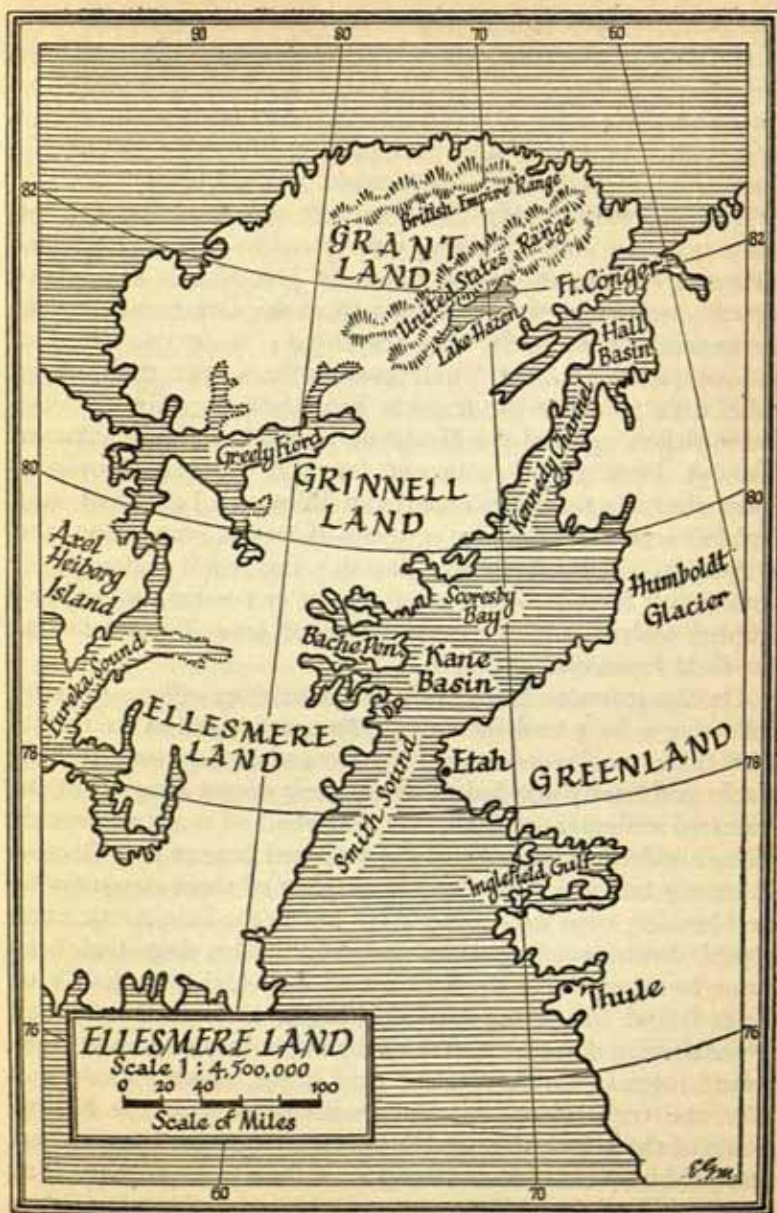 90
80
70
60
82
82
British Empire Range
GRANT
LAND
United States Range
Lake Hazen
Ft. Conger
Hall
Basin
Kennedy Channel
Greely Fiord
GRINNELL
LAND
80
80
Axel
Heiberg
Island
Humboldt
Glacier
Scoresby
Bay
Bache Pen
Kane
Basin
Eureka Sound
ELLESMERE
LAND
78
78
Smith Sound
Etah
GREENLAND
Inglefield Gulf
Thule
76
76
ELLESMERE LAND
Scale 1 : 4,500,000
0 20 40 100
Scale of Miles
60
70